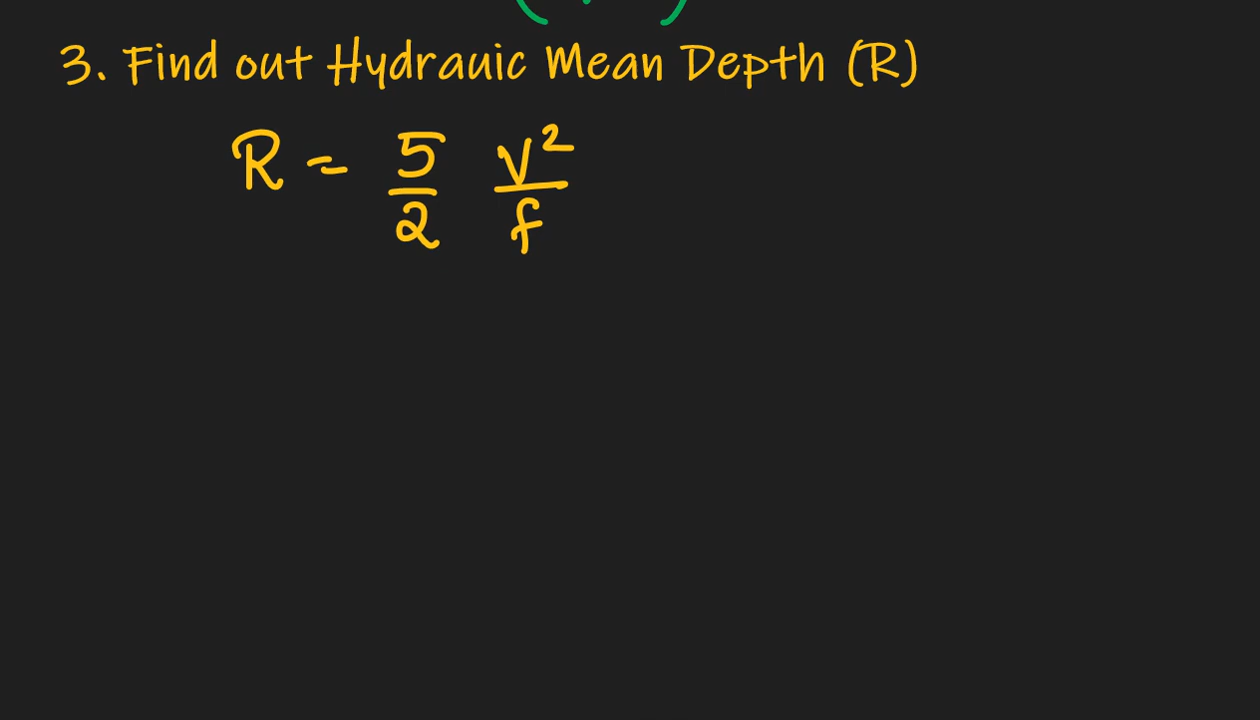 3. Find out Hydrauic Mean Depth (R)
R = 5/2 V²/f